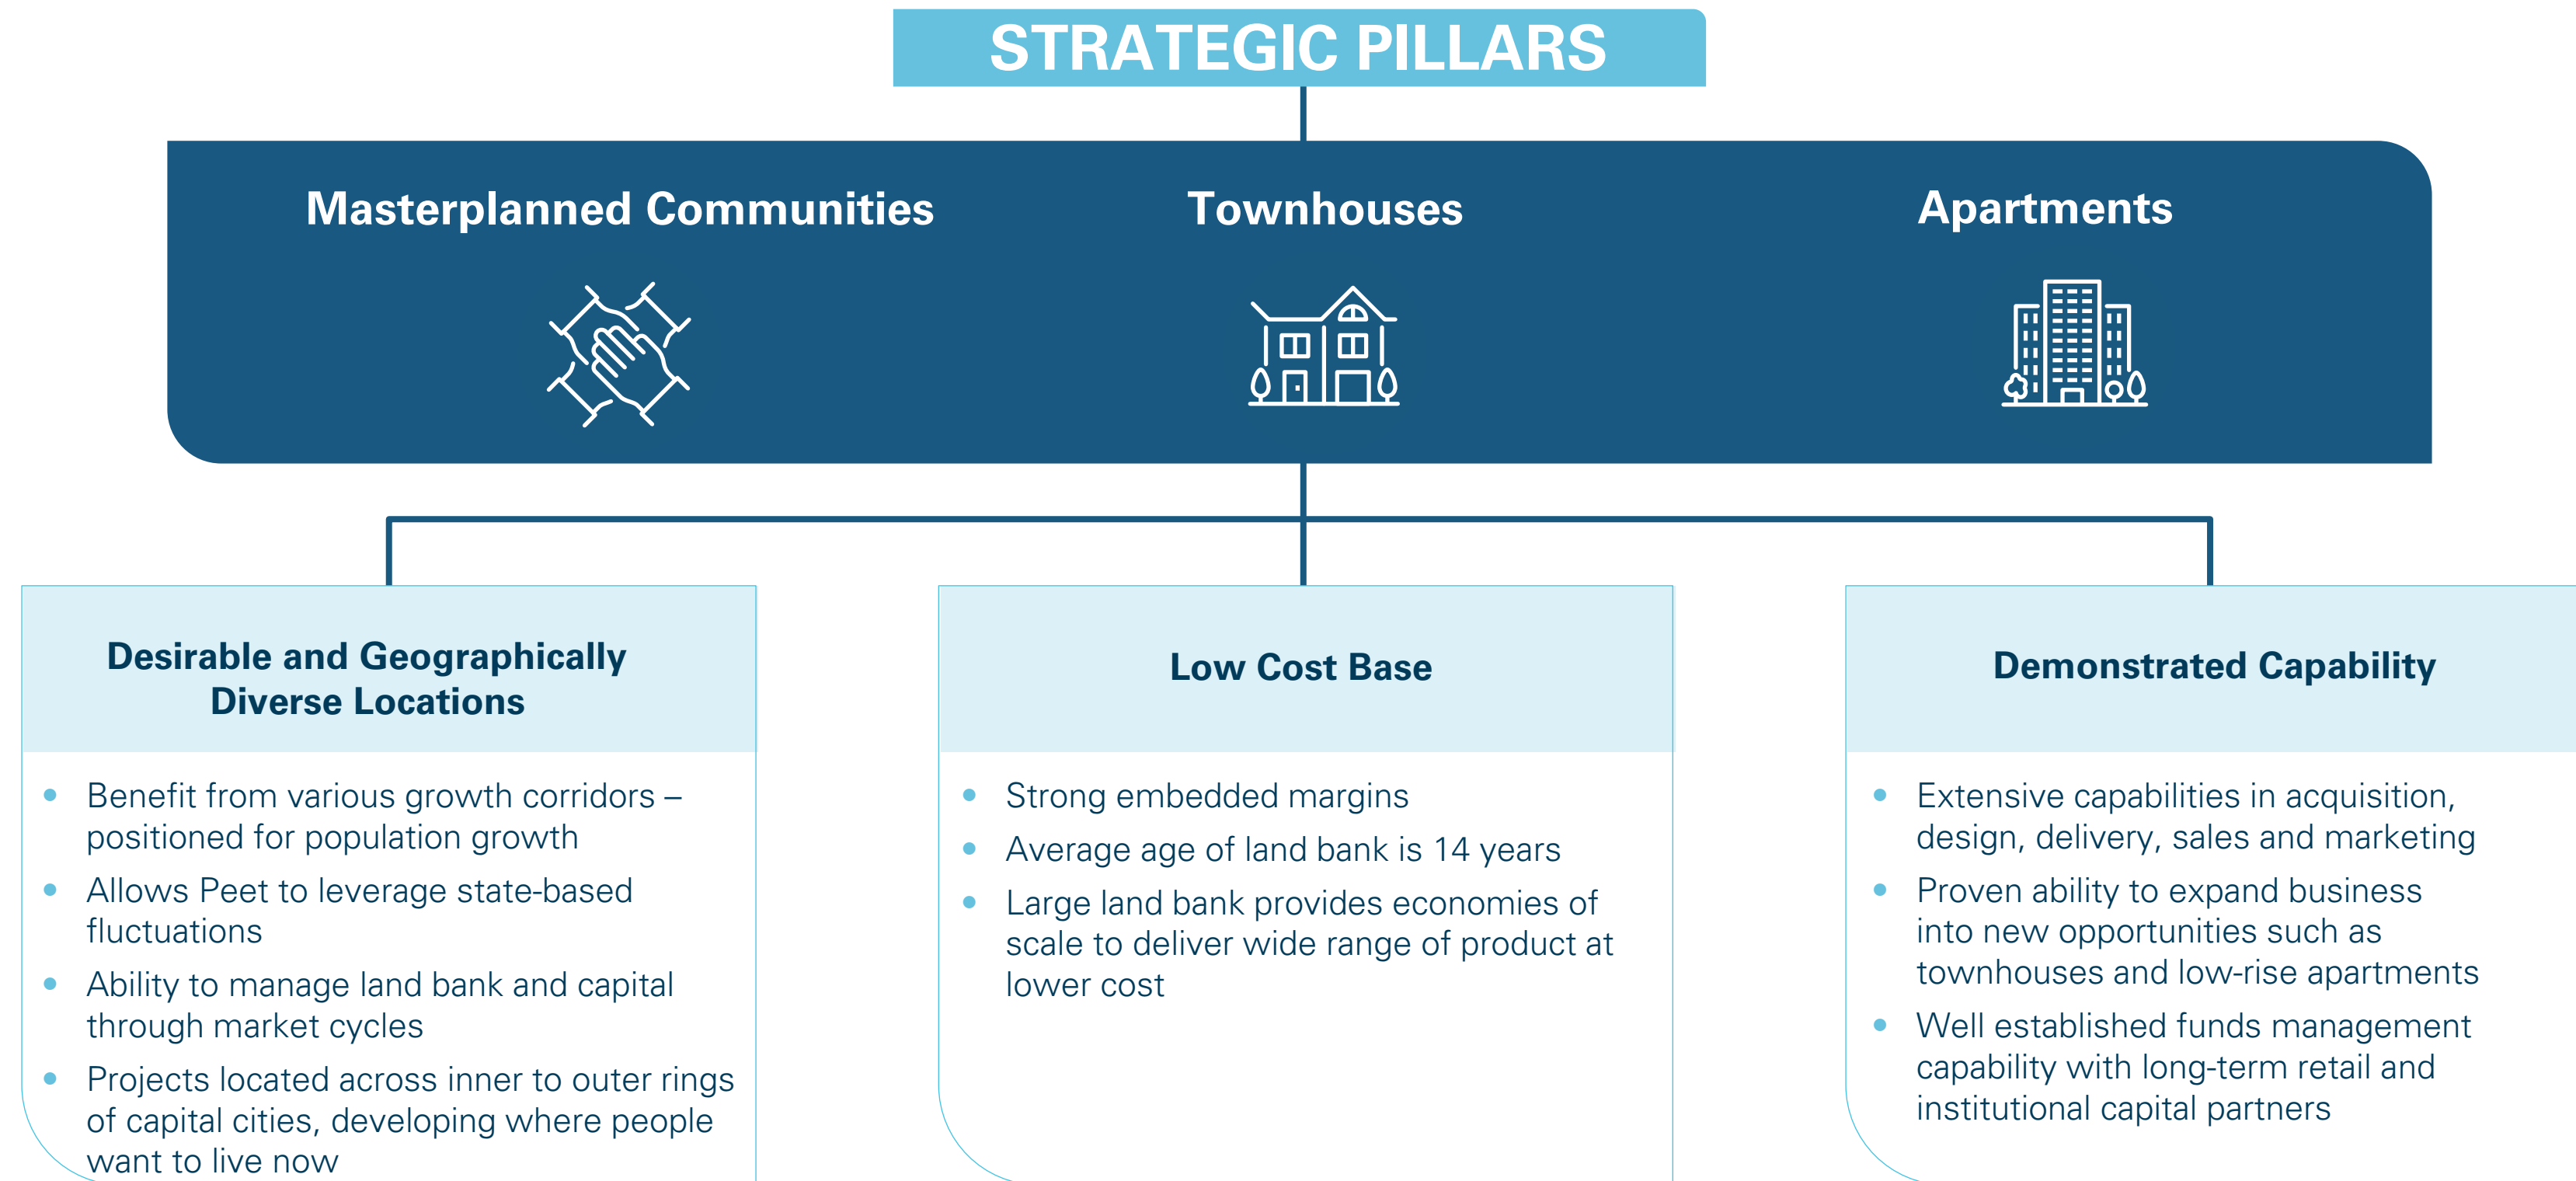 STRATEGIC PILLARS
Masterplanned Communities
Townhouses
Apartments
Desirable and Geographically
Diverse Locations
• Benefit from various growth corridors –
positioned for population growth
• Allows Peet to leverage state-based
fluctuations
• Ability to manage land bank and capital
through market cycles
• Projects located across inner to outer rings
of capital cities, developing where people
want to live now
Low Cost Base
• Strong embedded margins
• Average age of land bank is 14 years
• Large land bank provides economies of
scale to deliver wide range of product at
lower cost
Demonstrated Capability
• Extensive capabilities in acquisition,
design, delivery, sales and marketing
• Proven ability to expand business
into new opportunities such as
townhouses and low-rise apartments
• Well established funds management
capability with long-term retail and
institutional capital partners